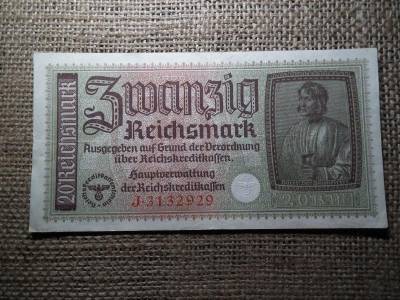 20 Reichsmark
Zwanzig
Reichsmark
Ausgegeben auf Grund der Verordnung
über Reichskreditkassen.
Hauptverwaltung
der Reichskreditkassen
J·3132929